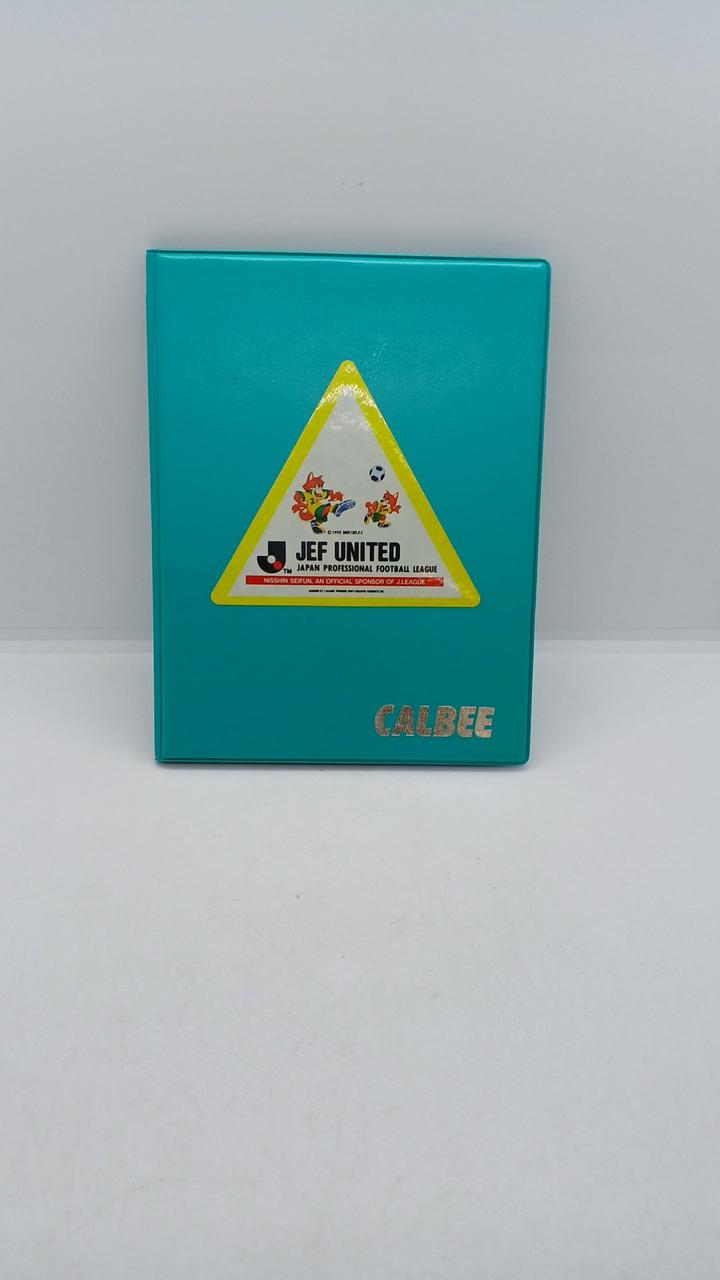 JEF UNITED
JAPAN PROFESSIONAL FOOTBALL LEAGUE
NISSHIN SEIFUN, AN OFFICIAL SPONSOR OF J.LEAGUE
CALBEE